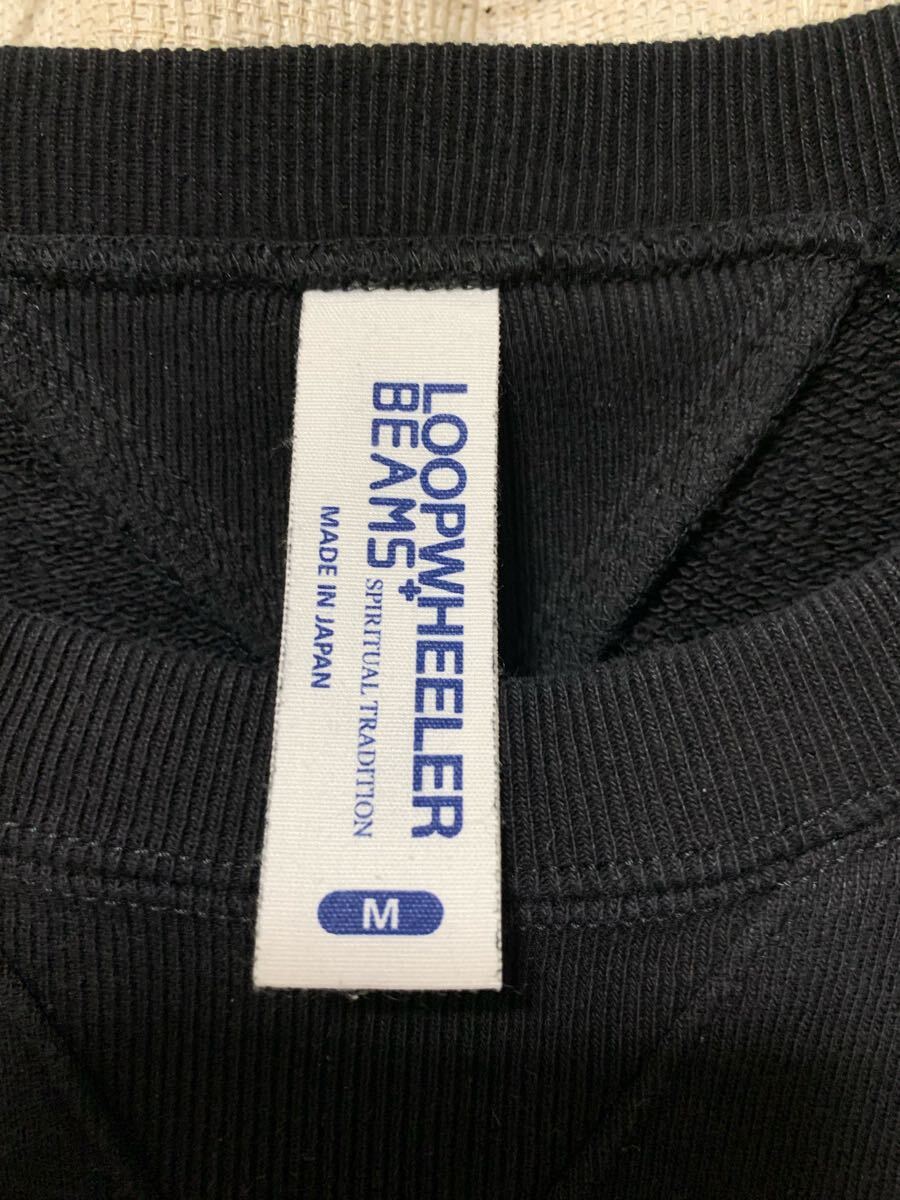 LOOPWHEELER
BEAMS+
SPIRITUAL TRADITION
MADE IN JAPAN
M